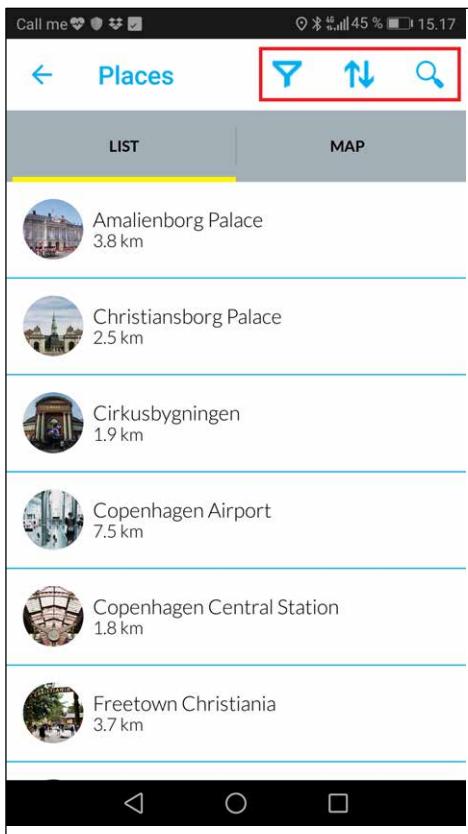 Call me 45 % 15.17
Places
LIST MAP
Amalienborg Palace
3.8 km
Christiansborg Palace
2.5 km
Cirkusbygningen
1.9 km
Copenhagen Airport
7.5 km
Copenhagen Central Station
1.8 km
Freetown Christiania
3.7 km